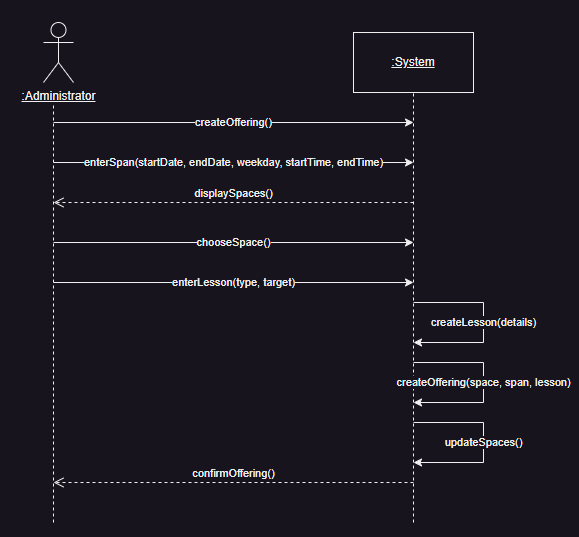 :System
:Administrator
createOffering()
enterSpan(startDate, endDate, weekday, startTime, endTime)
displaySpaces()
chooseSpace()
enterLesson(type, target)
createLesson(details)
createOffering(space, span, lesson)
updateSpaces()
confirmOffering()